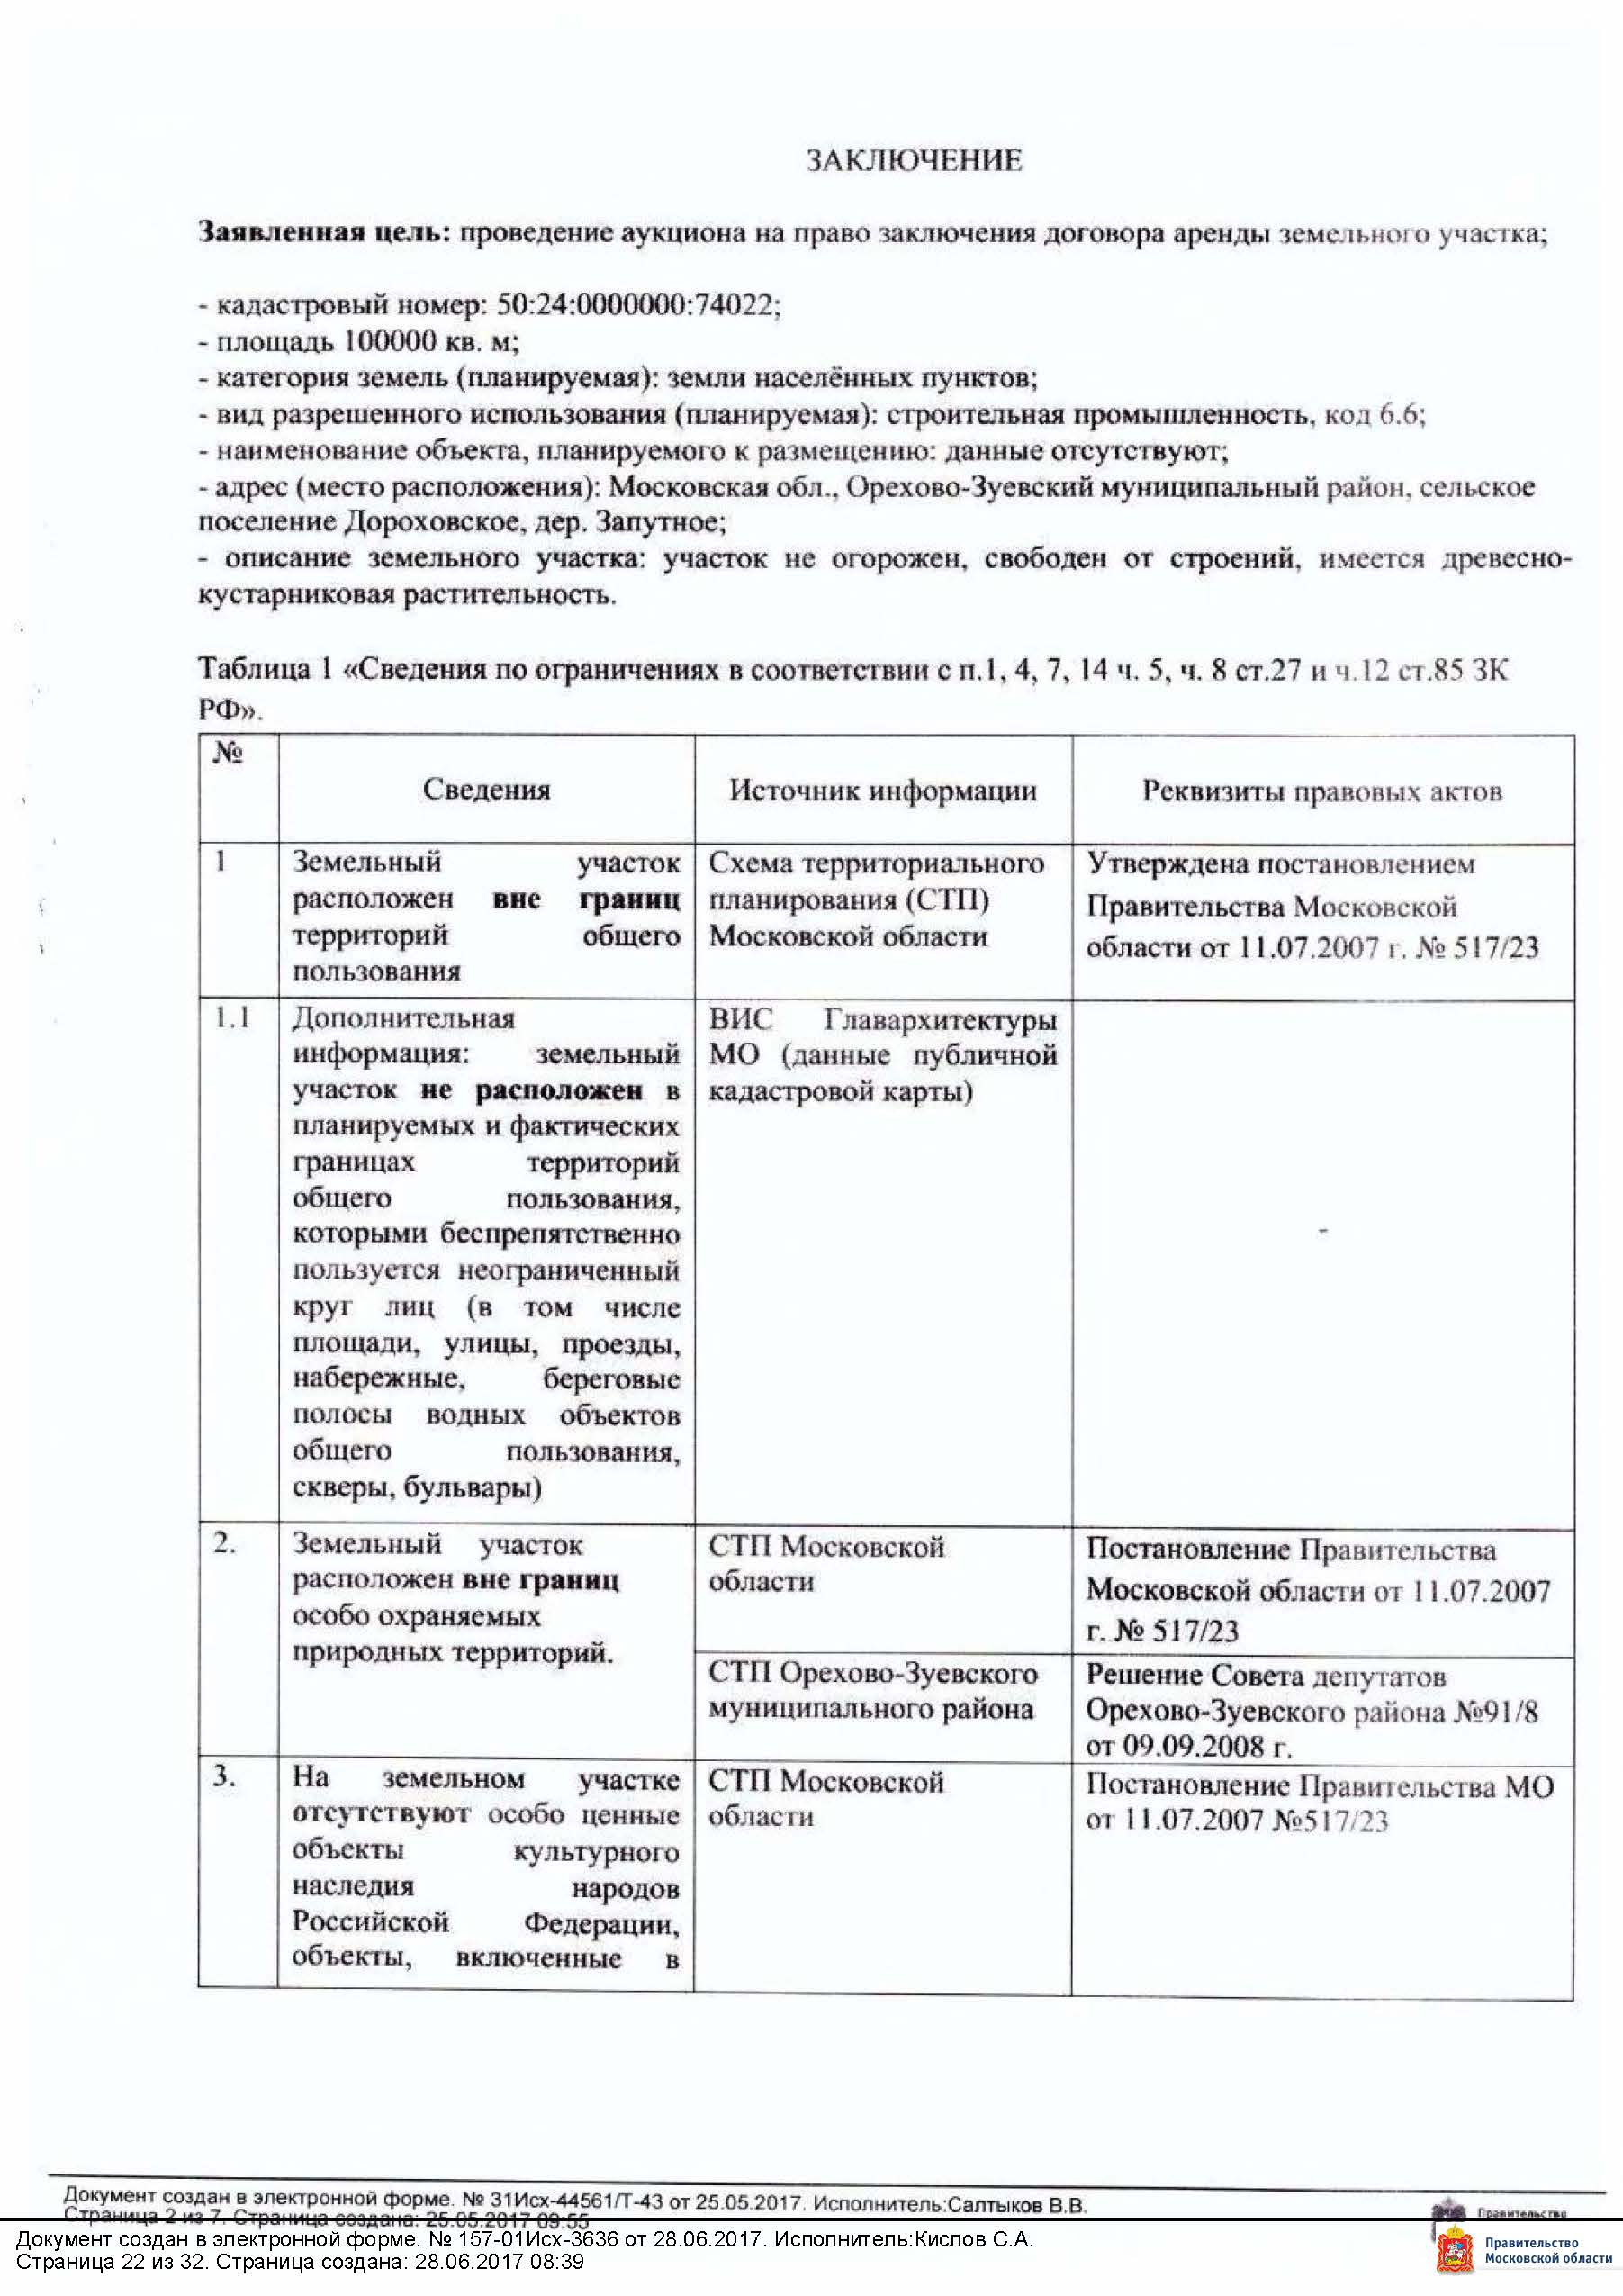 ЗАКЛЮЧЕНИЕ
Заявленная цель: проведение аукциона на право заключения договора аренды земельного участка;
- кадастровый номер: 50:24:0000000:74022;
- площадь 100000 кв. м;
- категория земель (планируемая): земли населённых пунктов;
- вид разрешенного использования (планируемая): строительная промышленность, код 6.6;
- наименование объекта, планируемого к размещению: данные отсутствуют;
- адрес (место расположения): Московская обл., Орехово-Зуевский муниципальный район, сельское
поселение Дороховское, дер. Запутное;
- описание земельного участка: участок не огорожен, свободен от строений, имеется древесно-
кустарниковая растительность.
Таблица 1 «Сведения по ограничениях в соответствии с п.1, 4, 7, 14 ч. 5, ч. 8 ст.27 и ч.12 ст.85 ЗК
РФ».
№
Сведения
Источник информации
Реквизиты правовых актов
1
Земельный участок
расположен вне границ
территорий общего
пользования
Схема территориального
планирования (СТП)
Московской области
Утверждена постановлением
Правительства Московской
области от 11.07.2007 г. № 517/23
1.1
Дополнительная
информация: земельный
участок не расположен в
планируемых и фактических
границах территорий
общего пользования,
которыми беспрепятственно
пользуется неограниченный
круг лиц (в том числе
площади, улицы, проезды,
набережные, береговые
полосы водных объектов
общего пользования,
скверы, бульвары)
ВИС Главархитектуры
МО (данные публичной
кадастровой карты)
-
2.
Земельный участок
расположен вне границ
особо охраняемых
природных территорий.
СТП Московской
области
Постановление Правительства
Московской области от 11.07.2007
г. № 517/23
СТП Орехово-Зуевского
муниципального района
Решение Совета депутатов
Орехово-Зуевского района №91/8
от 09.09.2008 г.
3.
На земельном участке
отсутствуют особо ценные
объекты культурного
наследия народов
Российской Федерации,
объекты, включенные в
СТП Московской
области
Постановление Правительства МО
от 11.07.2007 №517/23
Документ создан в электронной форме. № 31Исх-44561/Т-43 от 25.05.2017. Исполнитель:Салтыков В.В.
Страница 2 из 7. Страница создана: 25.05.2017 09:55
Правительство
Документ создан в электронной форме. № 157-01Исх-3636 от 28.06.2017. Исполнитель:Кислов С.А.
Страница 22 из 32. Страница создана: 28.06.2017 08:39
Правительство
Московской области